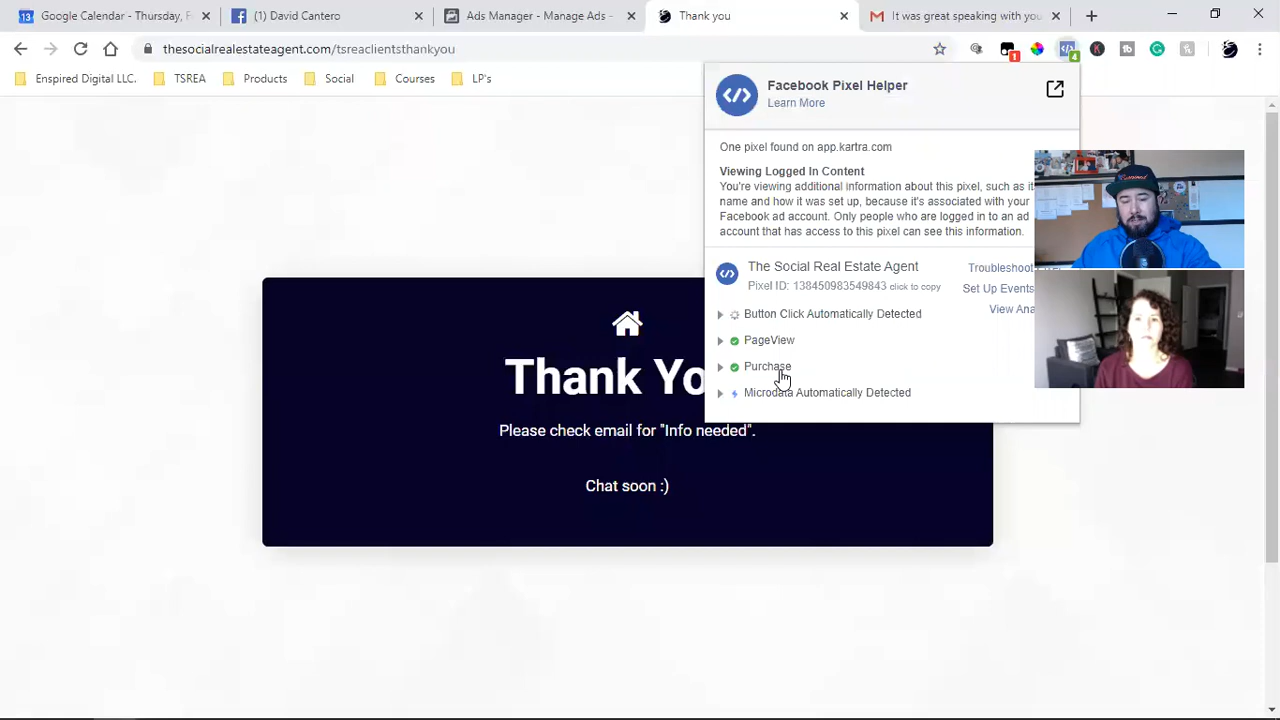 13
Google Calendar - Thursday, F
(1) David Cantero
Ads Manager - Manage Ads -
Thank you
It was great speaking with you
thesocialrealestateagent.com/tsreaclientsthankyou
1
4
Enspired Digital LLC.
TSREA
Products
Social
Courses
LP's
Facebook Pixel Helper
Learn More
One pixel found on app.kartra.com
Viewing Logged In Content
You're viewing additional information about this pixel, such as it
name and how it was set up, because it's associated with your
Facebook ad account. Only people who are logged in to an ad
account that has access to this pixel can see this information.
The Social Real Estate Agent
Troubleshoot
Pixel ID: 138450983549843 click to copy
Set Up Events
View Ana
Button Click Automatically Detected
PageView
Purchase
Microdata Automatically Detected
Thank Yo
Please check email for "Info needed".
Chat soon :)